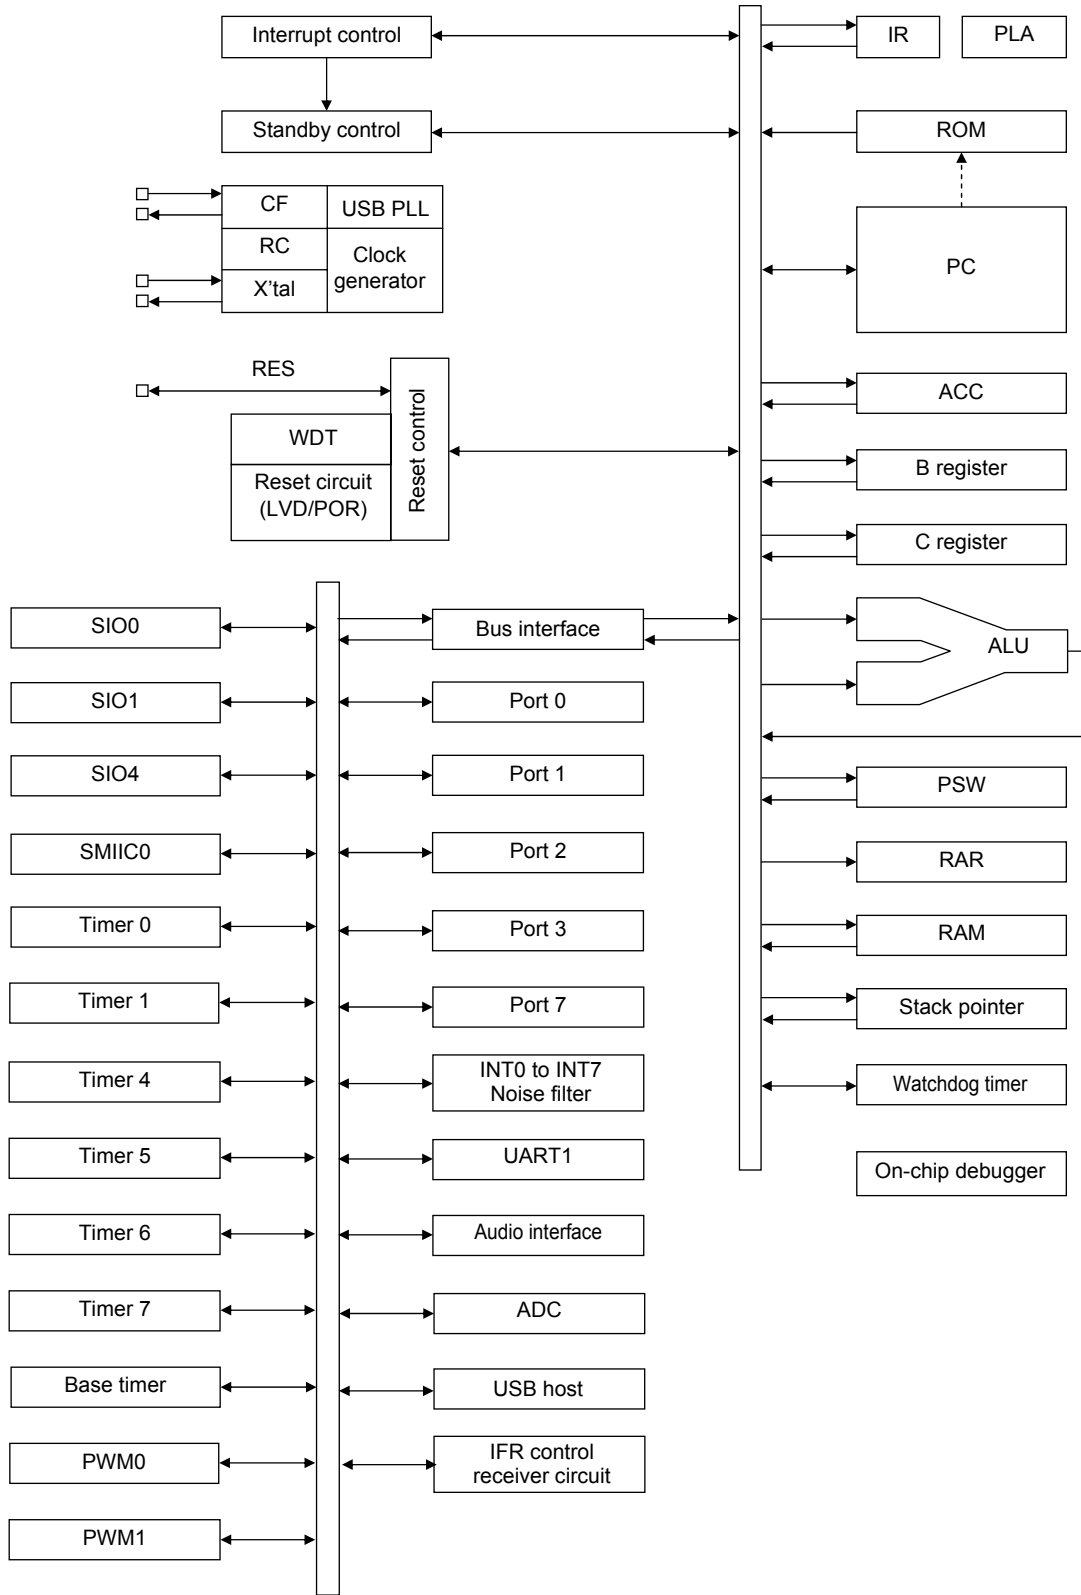 Interrupt control
IR
PLA
Standby control
ROM
CF
USB PLL
RC
Clock
generator
X'tal
PC
RES
Reset control
WDT
Reset circuit
(LVD/POR)
ACC
B register
C register
SIO0
Bus interface
ALU
SIO1
Port 0
SIO4
Port 1
PSW
SMIIC0
Port 2
RAR
Timer 0
Port 3
RAM
Timer 1
Port 7
Stack pointer
Timer 4
INT0 to INT7
Noise filter
Watchdog timer
Timer 5
UART1
On-chip debugger
Timer 6
Audio interface
Timer 7
ADC
Base timer
USB host
PWM0
IFR control
receiver circuit
PWM1